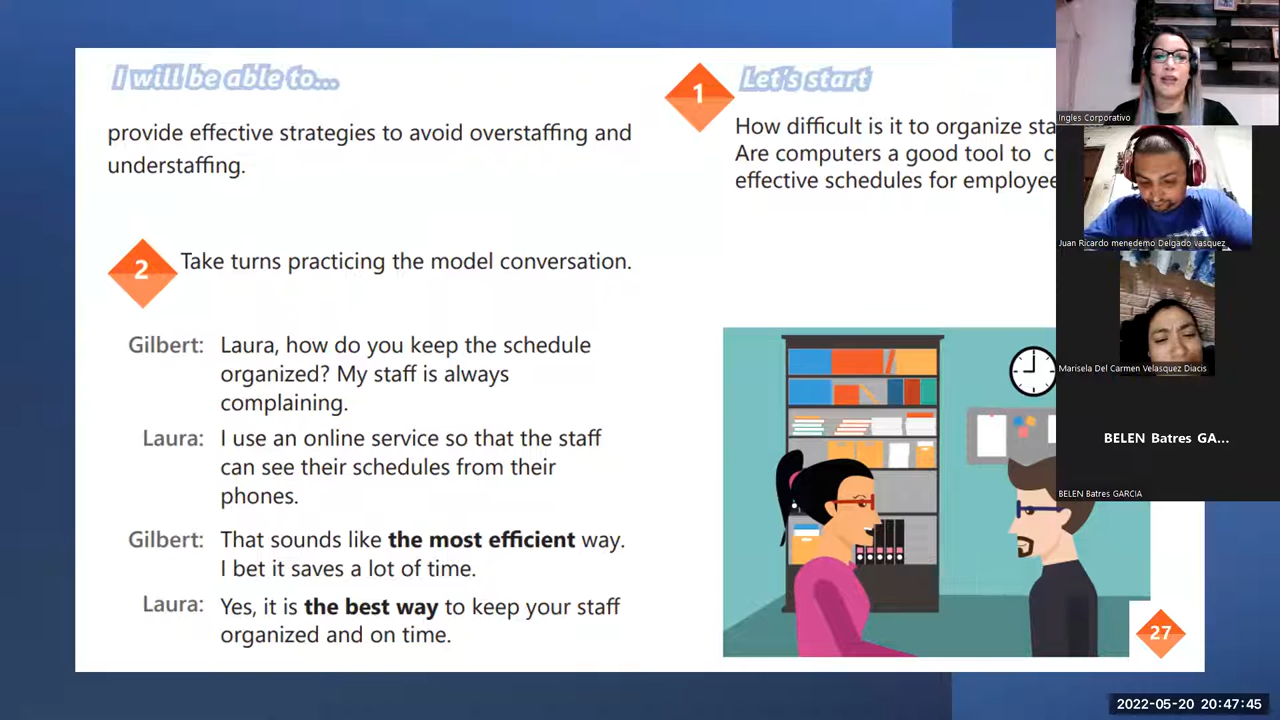 I will be able to...
provide effective strategies to avoid overstaffing and
understaffing.
1
Let's start
How difficult is it to organize
Are computers a good tool to
effective schedules for
2
Take turns practicing the model conversation.
Gilbert: Laura, how do you keep the schedule
organized? My staff is always
complaining.
Laura: I use an online service so that the staff
can see their schedules from their
phones.
Gilbert: That sounds like the most efficient way.
I bet it saves a lot of time.
Laura: Yes, it is the best way to keep your staff
organized and on time.
27
Ingles Corporativo
Juan Ricardo menedemo Delgado vasquez
Marisela Del Carmen Velasquez Diacis
BELEN Batres GA...
BELEN Batres GARCIA
2022-05-20 20:47:45